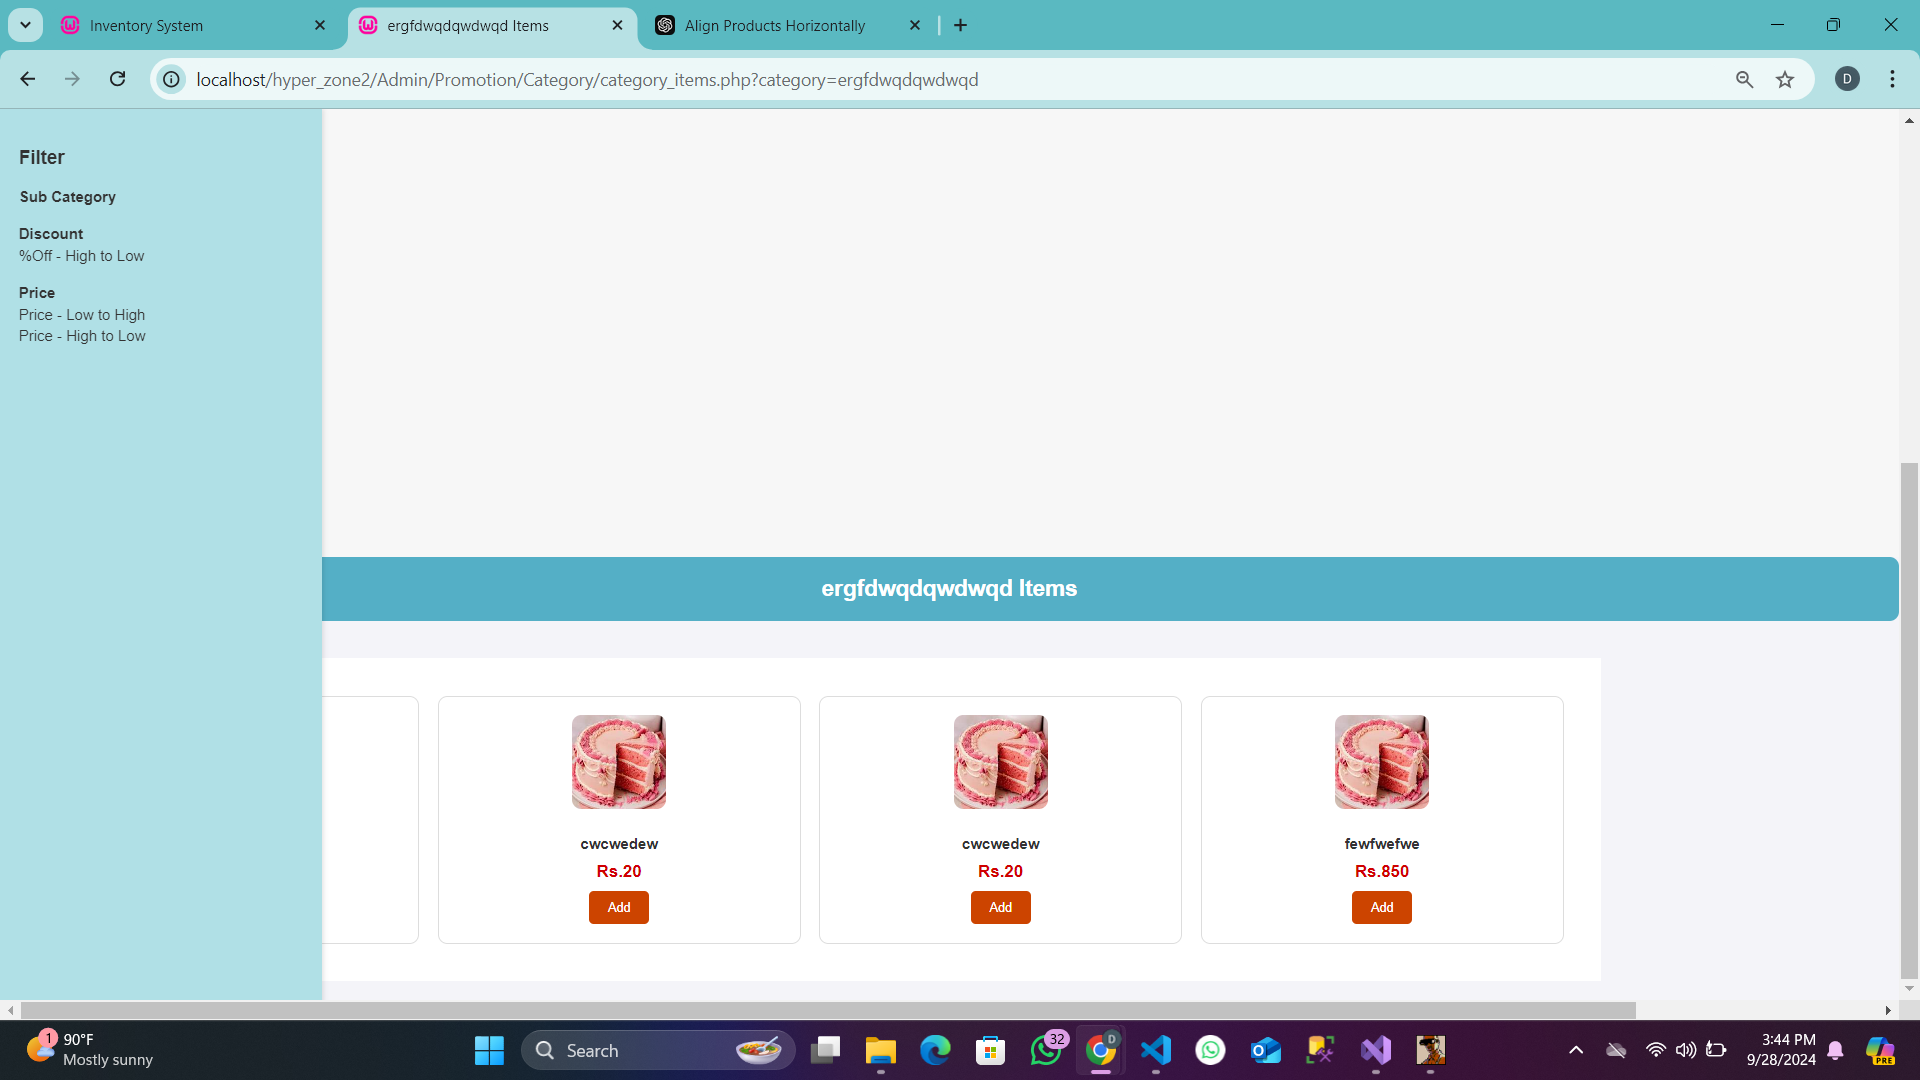 Inventory System
ergfdwqdqwdwqd Items
Align Products Horizontally
localhost/hyper_zone2/Admin/Promotion/Category/category_items.php?category=ergfdwqdqwdwqd
D
Filter
Sub Category
Discount
%Off - High to Low
Price
Price - Low to High
Price - High to Low
ergfdwqdqwdwqd Items
cwcwedew
Rs.20
Add
cwcwedew
Rs.20
Add
fewfwefwe
Rs.850
Add
1
90°F
Mostly sunny
Search
32
D
3:44 PM
9/28/2024
PRE